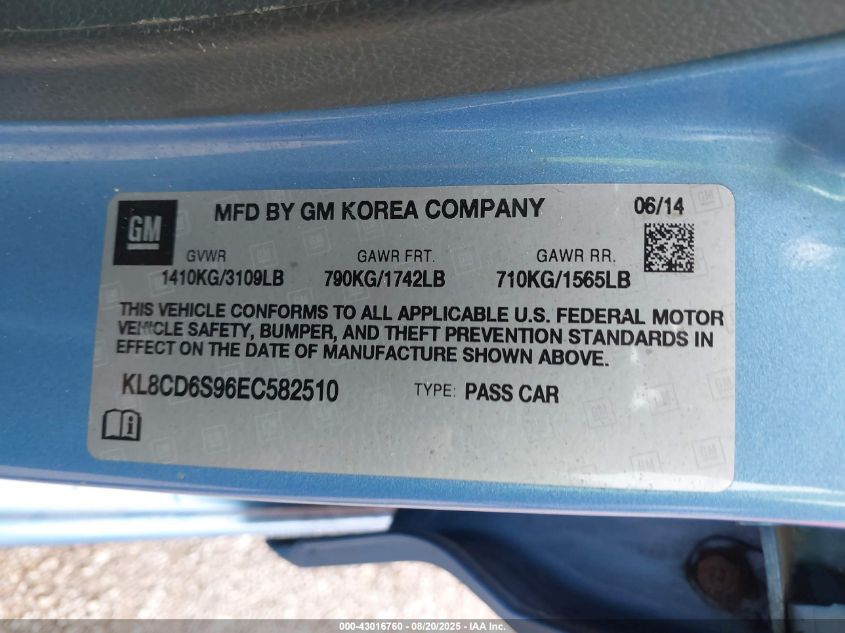 GM
MFD BY GM KOREA COMPANY 06/14
GVWR GAWR FRT. GAWR RR.
1410KG/3109LB 790KG/1742LB 710KG/1565LB
THIS VEHICLE CONFORMS TO ALL APPLICABLE U.S. FEDERAL MOTOR
VEHICLE SAFETY, BUMPER, AND THEFT PREVENTION STANDARDS IN
EFFECT ON THE DATE OF MANUFACTURE SHOWN ABOVE.
KL8CD6S96EC582510 TYPE: PASS CAR
000-43016760 - 08/20/2025 - IAA Inc.